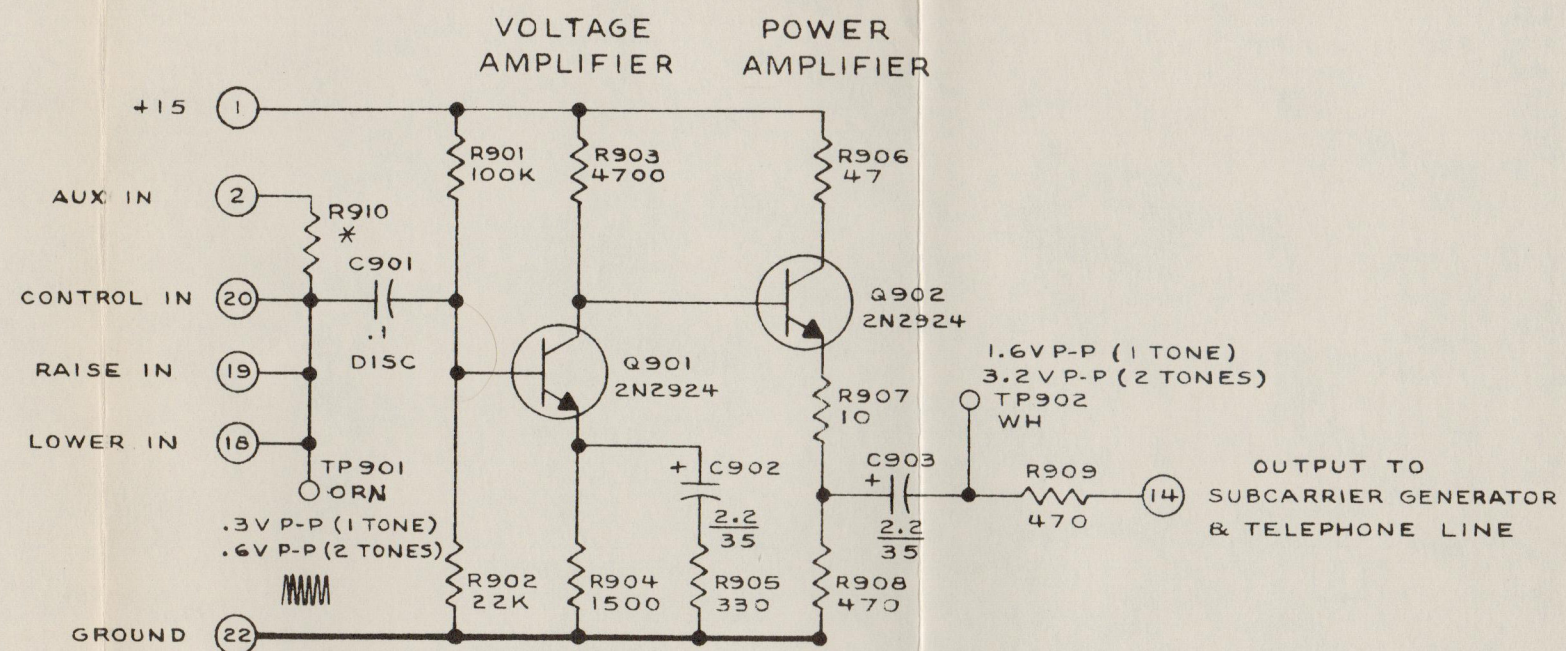 VOLTAGE
AMPLIFIER
POWER
AMPLIFIER
+15
1
R901
100K
R903
4700
R906
47
AUX IN
2
R910
*
C901
.1
DISC
CONTROL IN
20
Q902
2N2924
RAISE IN
19
Q901
2N2924
1.6V P-P (1 TONE)
3.2V P-P (2 TONES)
TP902
WH
R907
10
LOWER IN
18
TP901
ORN
.3V P-P (1 TONE)
.6V P-P (2 TONES)
+
C902
2.2
35
C903
+
2.2
35
R909
470
14
OUTPUT TO
SUBCARRIER GENERATOR
& TELEPHONE LINE
R902
22K
R904
1500
R905
330
R908
470
GROUND
22